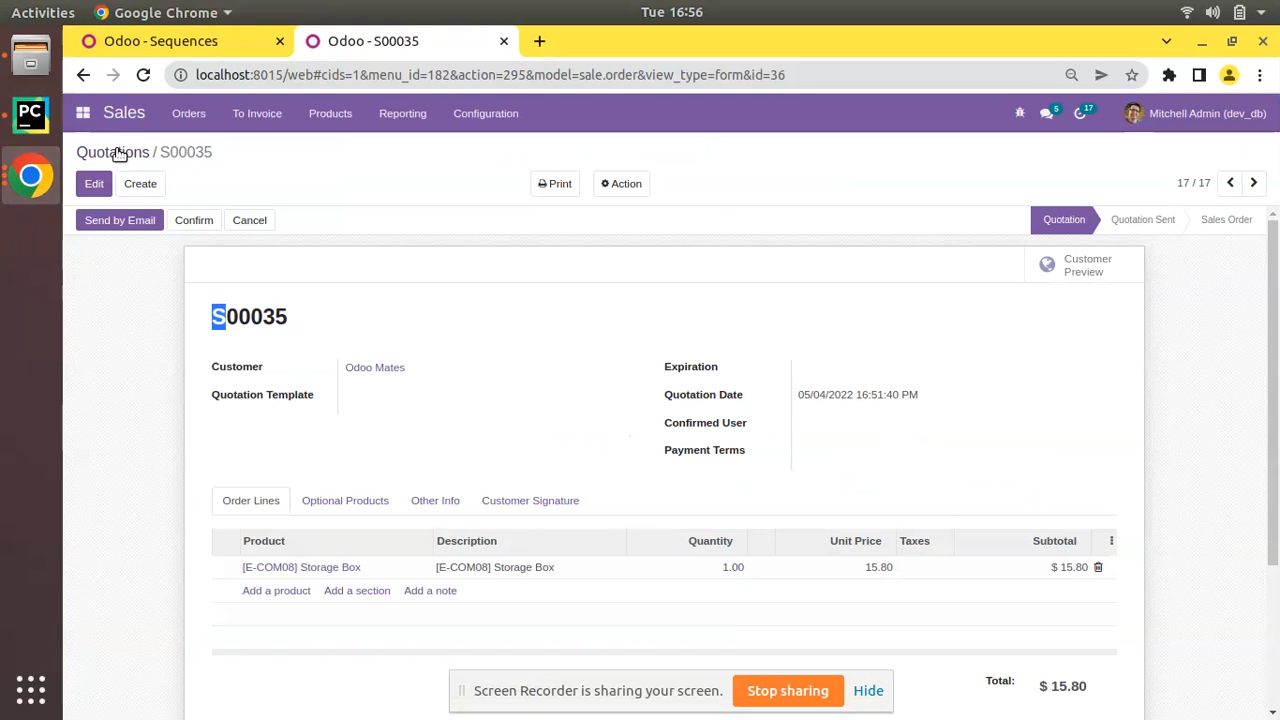 Activities Google Chrome Tue 16:56
Odoo - Sequences Odoo - S00035
localhost:8015/web#cids=1&menu_id=182&action=295&model=sale.order&view_type=form&id=36
Sales Orders To Invoice Products Reporting Configuration 5 17 Mitchell Admin (dev_db)
Quotations / S00035
Edit Create Print Action 17 / 17
Send by Email Confirm Cancel Quotation Quotation Sent Sales Order
Customer
Preview
S00035
Customer Odoo Mates Expiration
Quotation Template Quotation Date 05/04/2022 16:51:40 PM
Confirmed User
Payment Terms
Order Lines Optional Products Other Info Customer Signature
Product Description Quantity Unit Price Taxes Subtotal
[E-COM08] Storage Box [E-COM08] Storage Box 1.00 15.80 $ 15.80
Add a product Add a section Add a note
Screen Recorder is sharing your screen. Stop sharing Hide
Total: $ 15.80
PC